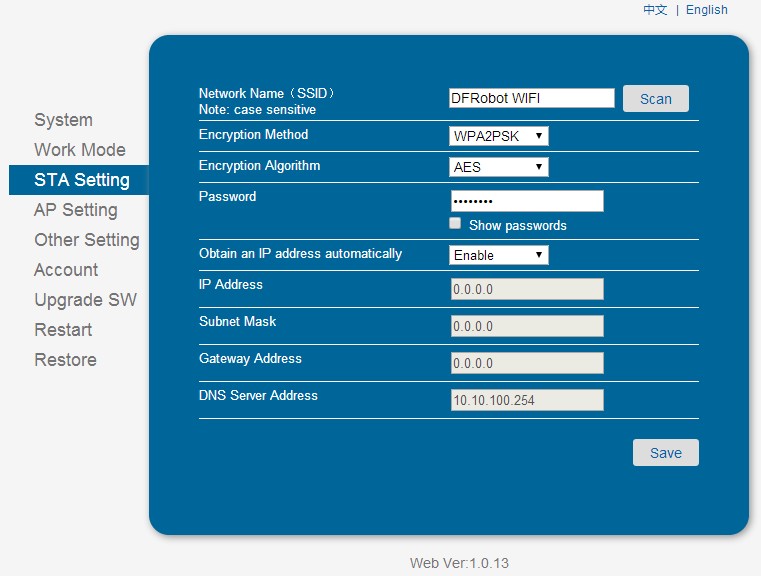 中文 | English
Network Name（SSID）
Note: case sensitive
DFRobot WIFI
Scan
Encryption Method
WPA2PSK
Encryption Algorithm
AES
Password
••••••••
Show passwords
Obtain an IP address automatically
Enable
IP Address
0.0.0.0
Subnet Mask
0.0.0.0
Gateway Address
0.0.0.0
DNS Server Address
10.10.100.254
Save
System
Work Mode
STA Setting
AP Setting
Other Setting
Account
Upgrade SW
Restart
Restore
Web Ver:1.0.13